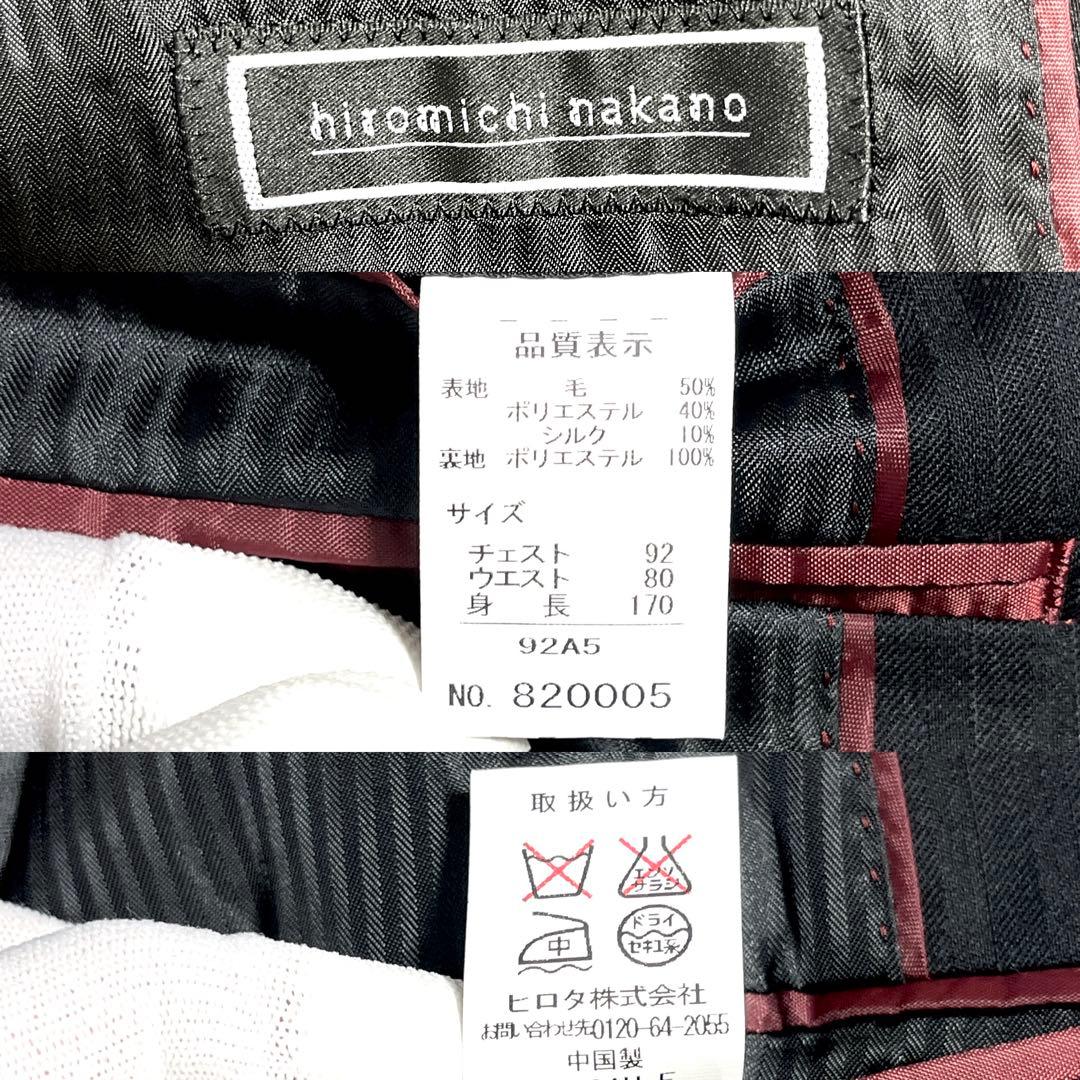 hiromichi nakano
品質表示
表地 毛 50%
ポリエステル 40%
シルク 10%
裏地 ポリエステル 100%
サイズ
チェスト 92
ウエスト 80
身長 170
92A5
NO. 820005
取扱い方
エンソ
サラシ
中
ドライ
セキユ系
ヒロタ株式会社
お問い合わせ先0120-64-2055
中国製